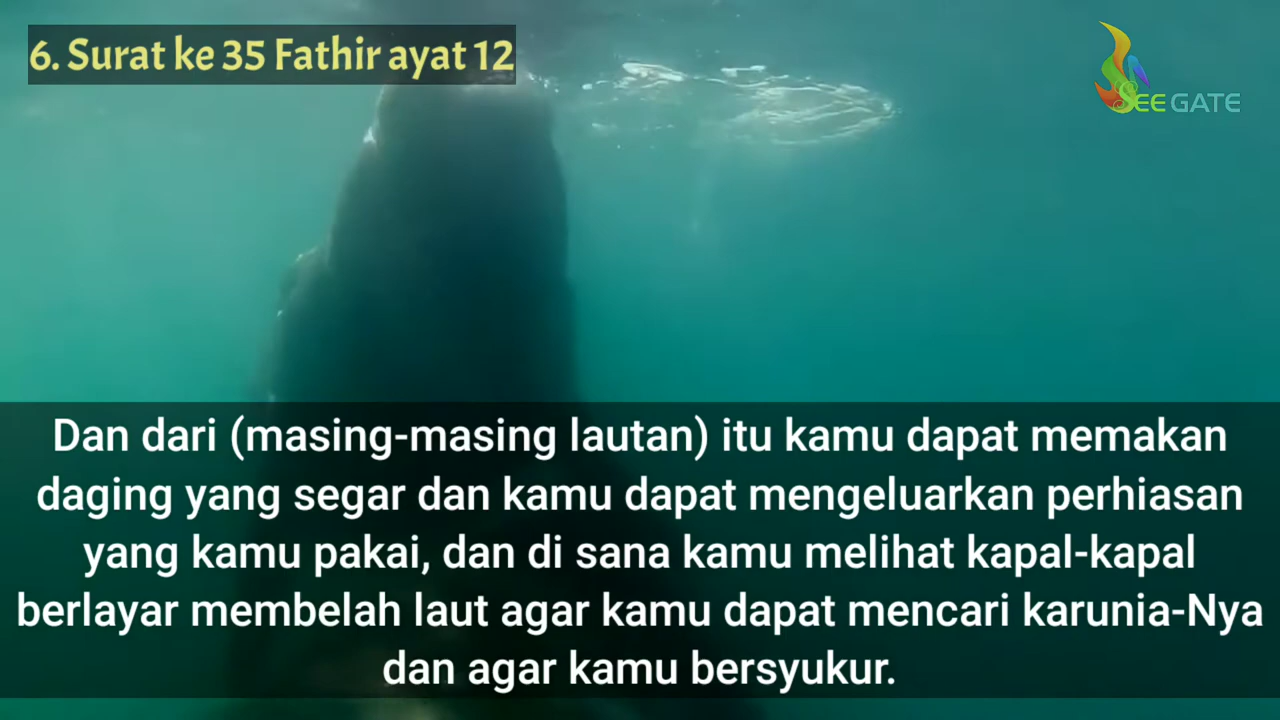 6. Surat ke 35 Fathir ayat 12
SEEGATE
Dan dari (masing-masing lautan) itu kamu dapat memakan
daging yang segar dan kamu dapat mengeluarkan perhiasan
yang kamu pakai, dan di sana kamu melihat kapal-kapal
berlayar membelah laut agar kamu dapat mencari karunia-Nya
dan agar kamu bersyukur.